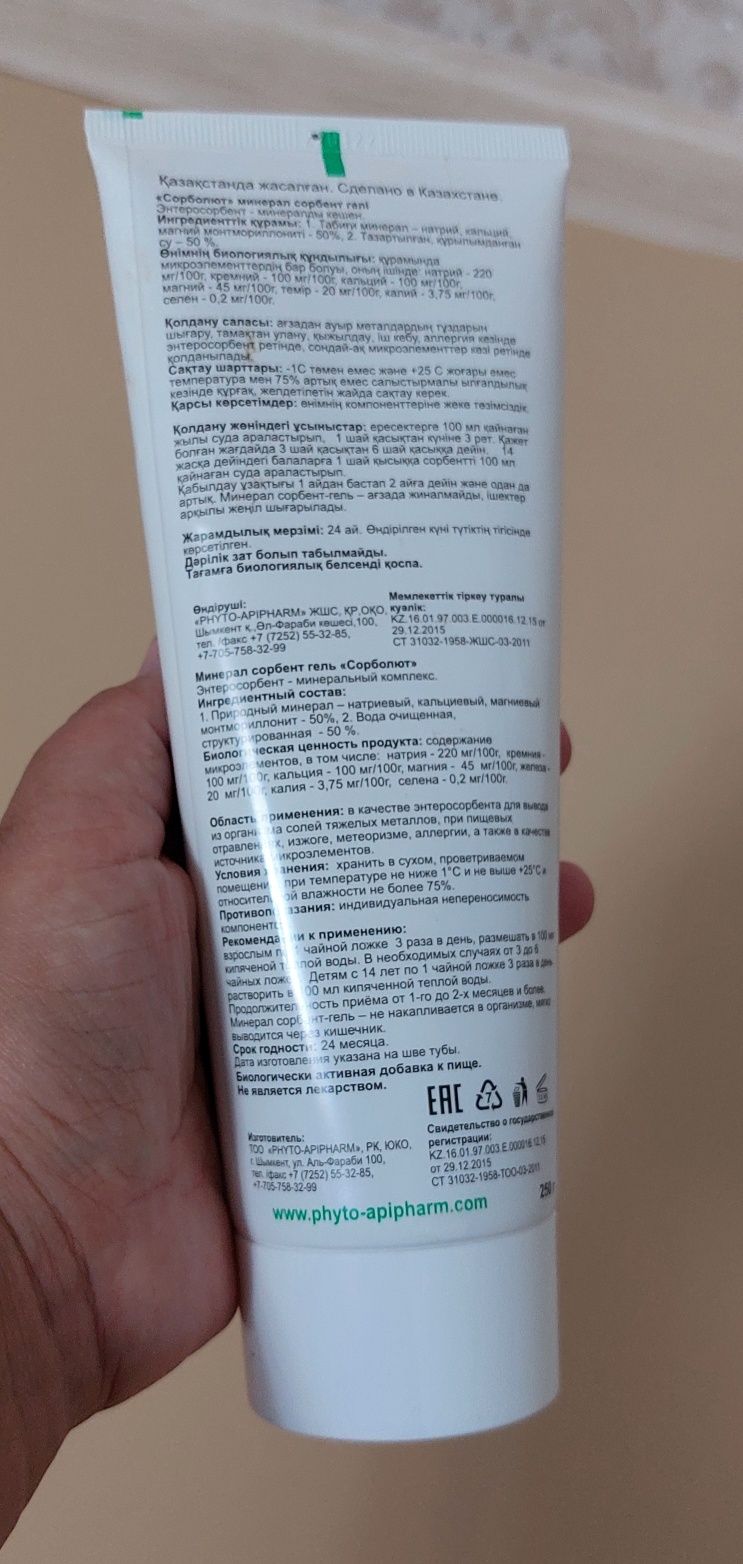 Қазақстанда жасалған. Сделано в Казахстане
«Сорболют» минерал сорбент гелі
Энтеросорбент - минералды кешен.
Ингредиенттік құрамы: 1. Табиғи минерал – натрий, кальций,
магний монтмориллониті - 50%, 2. Тазартылған, құрылымданған
су – 50 %.
Өнімнің биологиялық құндылығы: құрамында
микроэлементтердің бар болуы, оның ішінде: натрий - 220
мг/100г, кремний - 100 мг/100г, кальций - 100 мг/100г,
магний - 45 мг/100г, темір - 20 мг/100г, калий - 3,75 мг/100г,
селен - 0,2 мг/100г.
Қолдану саласы: ағзадан ауыр металдардың тұздарын
шығару, тамақтан улану, қыжылдау, іш кебу, аллергия кезінде
энтеросорбент ретінде, сондай-ақ микроэлементтер көзі ретінде
қолданылады.
Сақтау шарттары: -1С төмен емес және +25 С жоғары емес
температура мен 75% артық емес салыстырмалы ылғалдылық
кезінде құрғақ, желдетілетін жайда сақтау керек.
Қарсы көрсетімдер: өнімнің компоненттеріне жеке төзімсіздік.
Қолдану жөніндегі ұсыныстар: ересектерге 100 мл қайнаған
жылы суда араластырып, 1 шай қасықтан күніне 3 рет. Қажет
болған жағдайда 3 шай қасықтан 6 шай қасыққа дейін. 14
жасқа дейіндегі балаларға 1 шай қысыққа сорбентті 100 мл
қайнаған суда араластырып.
Қабылдау ұзақтығы 1 айдан бастап 2 айға дейін және одан да
артық. Минерал сорбент-гель – ағзада жиналмайды, ішектер
арқылы жеңіл шығарылады.
Жарамдылық мерзімі: 24 ай. Өндірілген күні түтіктің тігісінде
көрсетілген.
Дәрілік зат болып табылмайды.
Тағамға биологиялық белсенді қоспа.
Өндіруші:
«PHYTO-APIPHARM» ЖШС, ҚР,ОҚО,
Шымкент қ.,Әл-Фараби көшесі,100,
тел. /факс +7 (7252) 55-32-85,
+7-705-758-32-99
Мемлекеттік тіркеу туралы
куәлік:
KZ.16.01.97.003.Е.000016.12.15 от
29.12.2015
СТ 31032-1958-ЖШС-03-2011
Минерал сорбент гель «Сорболют»
Энтеросорбент - минеральный комплекс.
Ингредиентный состав:
1. Природный минерал – натриевый, кальциевый, магниевый
монтмориллонит - 50%, 2. Вода очищенная,
структурированная - 50 %.
Биологическая ценность продукта: содержание
микроэлементов, в том числе: натрия - 220 мг/100г, кремния -
100 мг/100г, кальция - 100 мг/100г, магния - 45 мг/100г, железа -
20 мг/100г, калия - 3,75 мг/100г, селена - 0,2 мг/100г.
Область применения: в качестве энтеросорбента для вывода
из организма солей тяжелых металлов, при пищевых
отравлениях, изжоге, метеоризме, аллергии, а также в качестве
источника микроэлементов.
Условия хранения: хранить в сухом, проветриваемом
помещении при температуре не ниже 1°С и не выше +25°С и
относительной влажности не более 75%.
Противопоказания: индивидуальная непереносимость
компонентов
Рекомендации к применению:
взрослым по 1 чайной ложке 3 раза в день, размешать в 100 мл
кипяченой теплой воды. В необходимых случаях от 3 до 6
чайных ложек. Детям с 14 лет по 1 чайной ложке 3 раза в день
растворить в 100 мл кипяченной теплой воды.
Продолжительность приёма от 1-го до 2-х месяцев и более.
Минерал сорбент-гель – не накапливается в организме, мягко
выводится через кишечник.
Срок годности: 24 месяца.
Дата изготовления указана на шве тубы.
Биологически активная добавка к пище.
Не является лекарством.
EAC
7
Изготовитель:
ТОО «PHYTO-APIPHARM», РК, ЮКО,
г. Шымкент, ул. Аль-Фараби 100,
тел. /факс +7 (7252) 55-32-85,
+7-705-758-32-99
Свидетельство о государственной
регистрации:
KZ.16.01.97.003.Е.000016.12.15
от 29.12.2015
СТ 31032-1958-ТОО-03-2011
250
www.phyto-apipharm.com